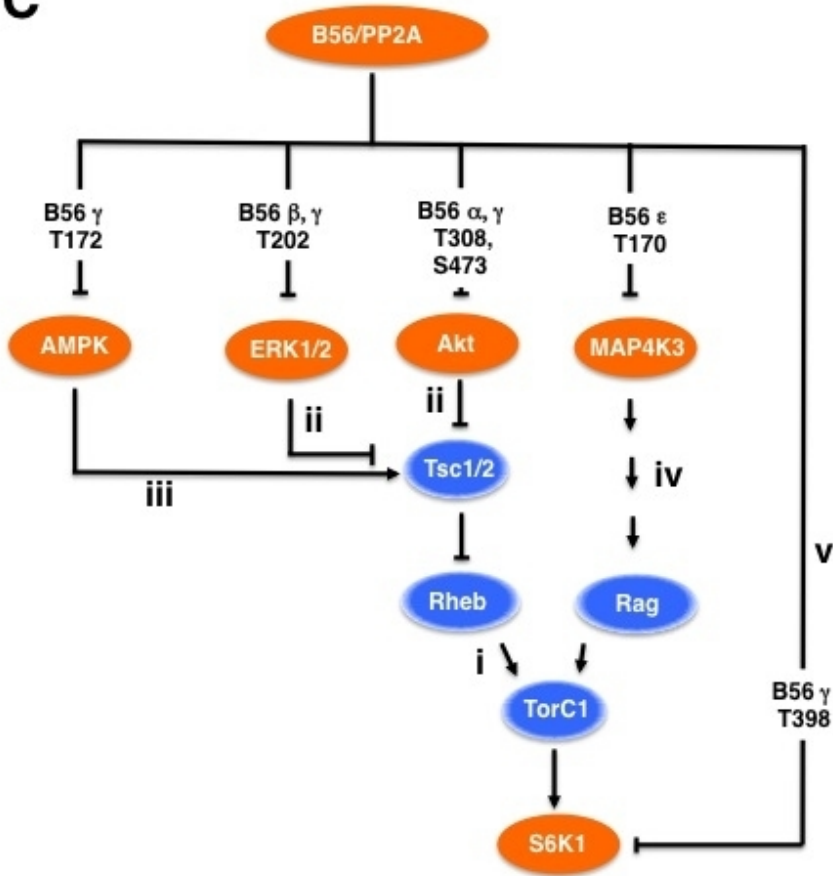 C
B56/PP2A
B56 γ
T172
B56 β, γ
T202
B56 α, γ
T308,
S473
B56 ε
T170
AMPK
ERK1/2
Akt
MAP4K3
ii
ii
iii
Tsc1/2
iv
v
Rheb
Rag
i
TorC1
B56 γ
T398
S6K1